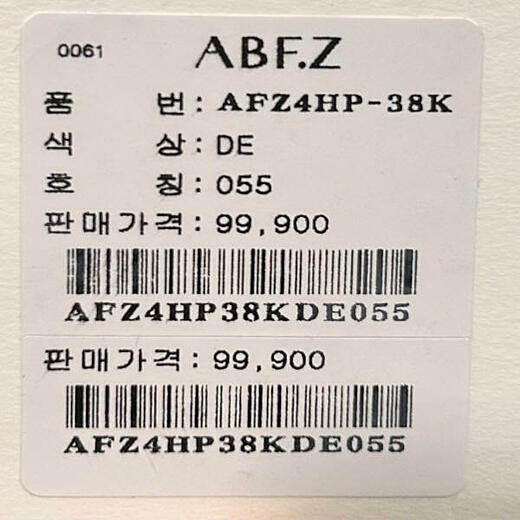 0061 ABF.Z
품 번: AFZ4HP-38K
색 상: DE
호 칭: 055
판매가격: 99,900
AFZ4HP38KDE055
판매가격: 99,900
AFZ4HP38KDE055